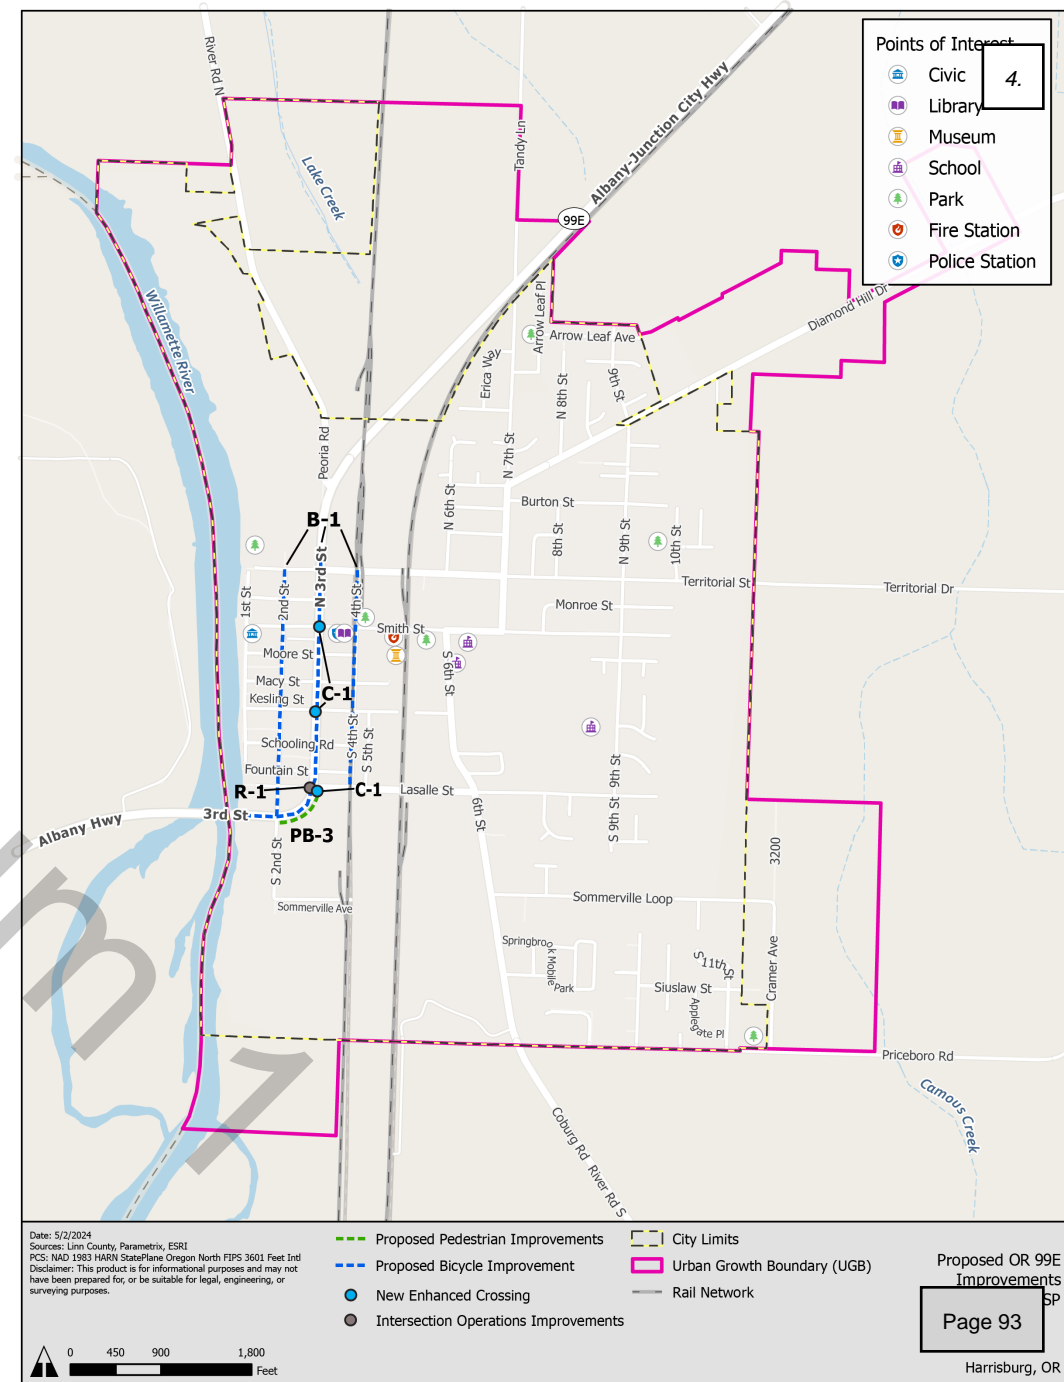 Points of Interest
Civic
Library
Museum
School
Park
Fire Station
Police Station
4.
River Rd N
Lake Creek
Tandy Ln
Albany-Junction City Hwy
99E
Willamette River
Diamond Hill Dr
Arrow Leaf Pl
Arrow Leaf Ave
Erica Way
N 8th St
9th St
Peoria Rd
N 7th St
N 6th St
Burton St
B-1
8th St
N 9th St
10th St
N 3rd St
1st St
2nd St
4th St
Territorial St
Territorial Dr
Monroe St
Smith St
Moore St
S 6th St
Macy St
Kesling St
C-1
Schooling Rd
S 4th St
S 5th St
Fountain St
R-1
C-1
Lasalle St
9th St
S 9th St
6th St
3rd St
Albany Hwy
PB-3
S 2nd St
3200
Sommerville Ave
Sommerville Loop
Springbrook Mobile Park
S 11th St
Siuslaw St
Applegate Pl
Cramer Ave
Priceboro Rd
Camous Creek
Coburg Rd
River Rd S
Date: 5/2/2024
Sources: Linn County, Parametrix, ESRI
PCS: NAD 1983 HARN StatePlane Oregon North FIPS 3601 Feet Intl
Disclaimer: This product is for informational purposes and may not
have been prepared for, or be suitable for legal, engineering, or
surveying purposes.
0 450 900 1,800
Feet
Proposed Pedestrian Improvements
Proposed Bicycle Improvement
New Enhanced Crossing
Intersection Operations Improvements
City Limits
Urban Growth Boundary (UGB)
Rail Network
Proposed OR 99E
Improvements
SP
Page 93
Harrisburg, OR